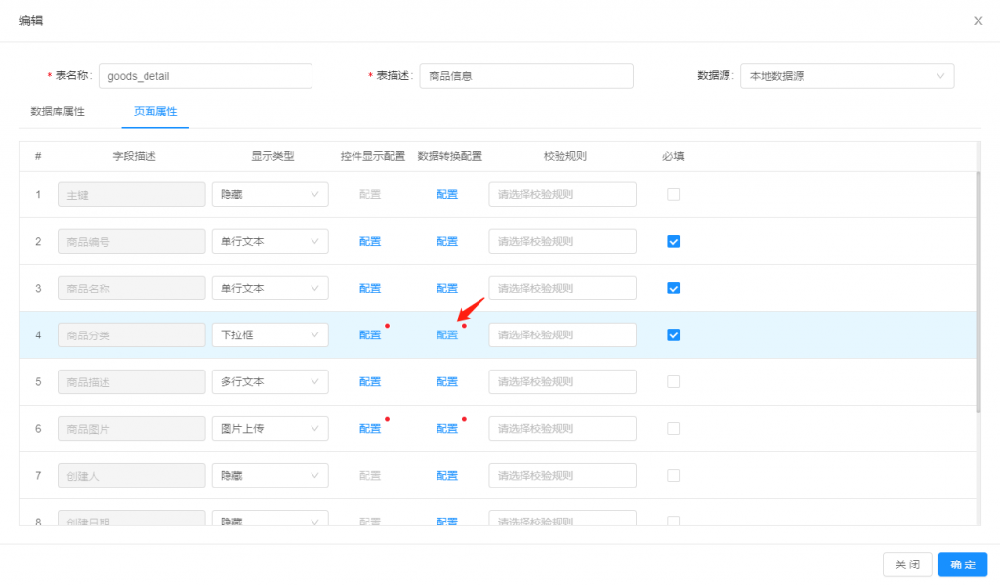 编辑
* 表名称: goods_detail * 表描述: 商品信息 数据源: 本地数据源
数据库属性 页面属性
# 字段描述 显示类型 控件显示配置 数据转换配置 校验规则 必填
1 主键 隐藏 配置 配置 请选择校验规则
2 商品编号 单行文本 配置 配置 请选择校验规则
3 商品名称 单行文本 配置 配置 请选择校验规则
4 商品分类 下拉框 配置 配置 请选择校验规则
5 商品描述 多行文本 配置 配置 请选择校验规则
6 商品图片 图片上传 配置 配置 请选择校验规则
7 创建人 隐藏 配置 配置 请选择校验规则
8 创建日期 隐藏 配置 配置 请选择校验规则
关 闭 确 定